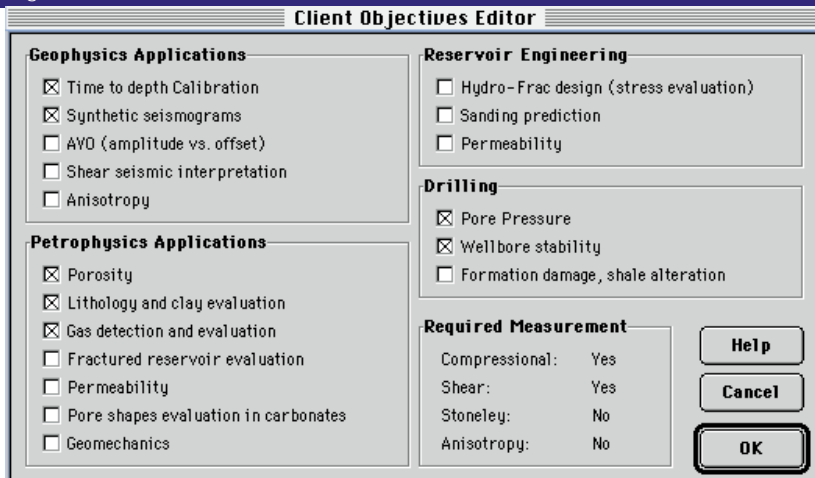 Client Objectives Editor
Geophysics Applications
Time to depth Calibration
Synthetic seismograms
AVO (amplitude vs. offset)
Shear seismic interpretation
Anisotropy
Petrophysics Applications
Porosity
Lithology and clay evaluation
Gas detection and evaluation
Fractured reservoir evaluation
Permeability
Pore shapes evaluation in carbonates
Geomechanics
Reservoir Engineering
Hydro-Frac design (stress evaluation)
Sanding prediction
Permeability
Drilling
Pore Pressure
Wellbore stability
Formation damage, shale alteration
Required Measurement
Compressional: Yes
Shear: Yes
Stoneley: No
Anisotropy: No
Help
Cancel
OK